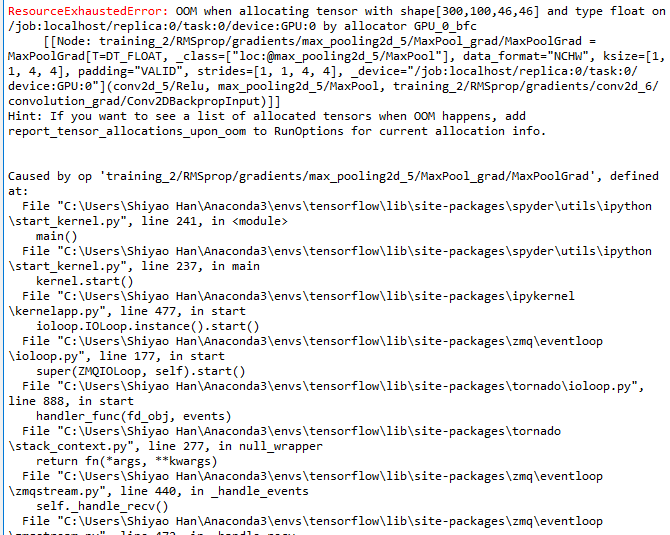 ResourceExhaustedError: OOM when allocating tensor with shape[300,100,46,46] and type float on
/job:localhost/replica:0/task:0/device:GPU:0 by allocator GPU_0_bfc
[[Node: training_2/RMSprop/gradients/max_pooling2d_5/MaxPool_grad/MaxPoolGrad =
MaxPoolGrad[T=DT_FLOAT, _class=["loc:@max_pooling2d_5/MaxPool"], data_format="NCHW", ksize=[1,
1, 4, 4], padding="VALID", strides=[1, 1, 4, 4], _device="/job:localhost/replica:0/task:0/
device:GPU:0"](conv2d_5/Relu, max_pooling2d_5/MaxPool, training_2/RMSprop/gradients/conv2d_6/
convolution_grad/Conv2DBackpropInput)]]
Hint: If you want to see a list of allocated tensors when OOM happens, add
report_tensor_allocations_upon_oom to RunOptions for current allocation info.
Caused by op 'training_2/RMSprop/gradients/max_pooling2d_5/MaxPool_grad/MaxPoolGrad', defined
at:
File "C:\Users\Shiyao Han\Anaconda3\envs\tensorflow\lib\site-packages\spyder\utils\ipython
\start_kernel.py", line 241, in <module>
main()
File "C:\Users\Shiyao Han\Anaconda3\envs\tensorflow\lib\site-packages\spyder\utils\ipython
\start_kernel.py", line 237, in main
kernel.start()
File "C:\Users\Shiyao Han\Anaconda3\envs\tensorflow\lib\site-packages\ipykernel
\kernelapp.py", line 477, in start
ioloop.IOLoop.instance().start()
File "C:\Users\Shiyao Han\Anaconda3\envs\tensorflow\lib\site-packages\zmq\eventloop
\ioloop.py", line 177, in start
super(ZMQIOLoop, self).start()
File "C:\Users\Shiyao Han\Anaconda3\envs\tensorflow\lib\site-packages\tornado\ioloop.py",
line 888, in start
handler_func(fd_obj, events)
File "C:\Users\Shiyao Han\Anaconda3\envs\tensorflow\lib\site-packages\tornado
\stack_context.py", line 277, in null_wrapper
return fn(*args, **kwargs)
File "C:\Users\Shiyao Han\Anaconda3\envs\tensorflow\lib\site-packages\zmq\eventloop
\zmqstream.py", line 440, in _handle_events
self._handle_recv()
File "C:\Users\Shiyao Han\Anaconda3\envs\tensorflow\lib\site-packages\zmq\eventloop